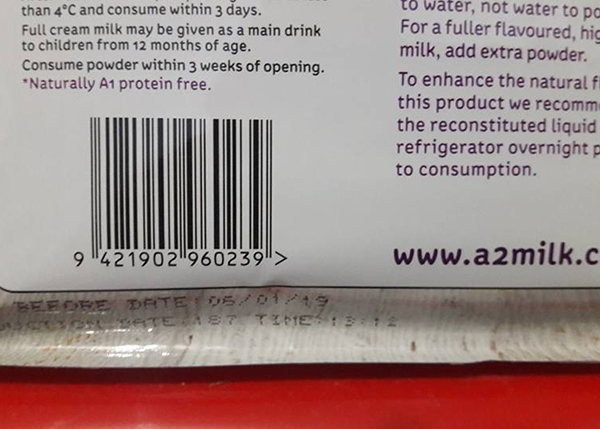 than 4°C and consume within 3 days.
Full cream milk may be given as a main drink
to children from 12 months of age.
Consume powder within 3 weeks of opening.
*Naturally A1 protein free.
9 421902 960239 >
to water, not water to po
For a fuller flavoured, hig
milk, add extra powder.
To enhance the natural fl
this product we recomme
the reconstituted liquid
refrigerator overnight p
to consumption.
www.a2milk.c
BEFORE DATE: 06/01/19
DATE 187 TIME 13:12